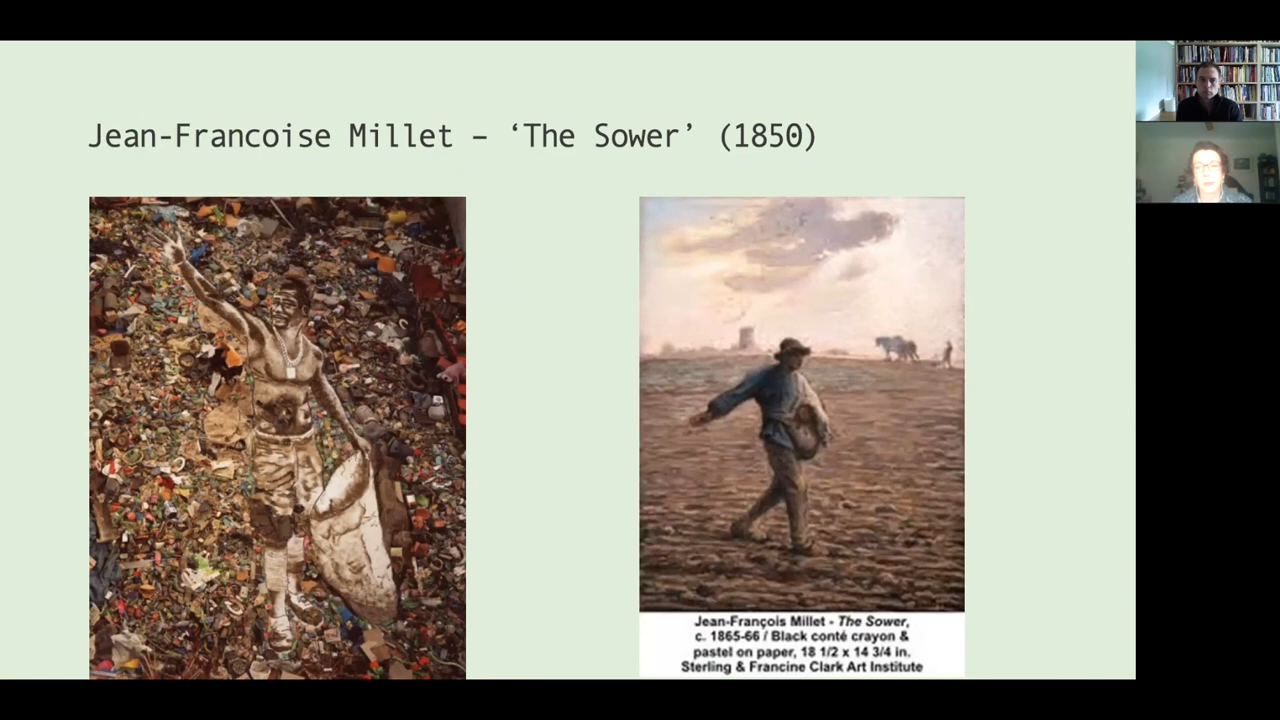 Jean-Francoise Millet – ‘The Sower’ (1850)
Jean-François Millet - The Sower,
c. 1865-66 / Black conté crayon &
pastel on paper, 18 1/2 x 14 3/4 in.
Sterling & Francine Clark Art Institute